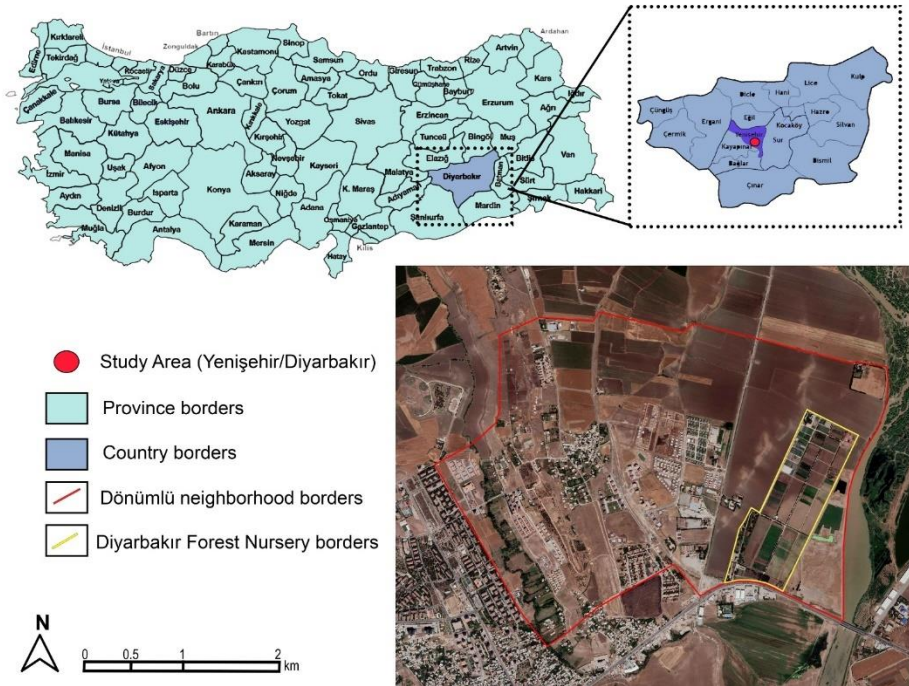 Kırklareli
Edirne
Tekirdağ
İstanbul
Kocaeli
Yalova
Sakarya
Düzce
Zonguldak
Bartın
Karabük
Kastamonu
Sinop
Samsun
Ordu
Giresun
Trabzon
Rize
Artvin
Ardahan
Çanakkale
Bursa
Bilecik
Bolu
Çankırı
Çorum
Amasya
Tokat
Gümüşhane
Bayburt
Erzurum
Kars
Iğdır
Ağrı
Balıkesir
Kütahya
Eskişehir
Ankara
Kırıkkale
Yozgat
Sivas
Erzincan
Tunceli
Bingöl
Muş
Manisa
Uşak
Afyon
Kırşehir
Nevşehir
Kayseri
Malatya
Elazığ
Diyarbakır
Batman
Bitlis
Van
İzmir
Aydın
Denizli
Isparta
Burdur
Konya
Aksaray
Niğde
Adana
K. Maraş
Adıyaman
Siirt
Şırnak
Hakkari
Muğla
Antalya
Karaman
Mersin
Osmaniye
Gaziantep
Şanlıurfa
Mardin
Hatay
Kilis
Çüngüş
Çermik
Ergani
Dicle
Eğil
Hani
Lice
Kulp
Kocaköy
Hazro
Silvan
Yenişehir
Kayapınar
Sur
Bağlar
Bismil
Çınar
Study Area (Yenişehir/Diyarbakır)
Province borders
Country borders
Dönümlü neighborhood borders
Diyarbakır Forest Nursery borders
N
0 0.5 1 2
km